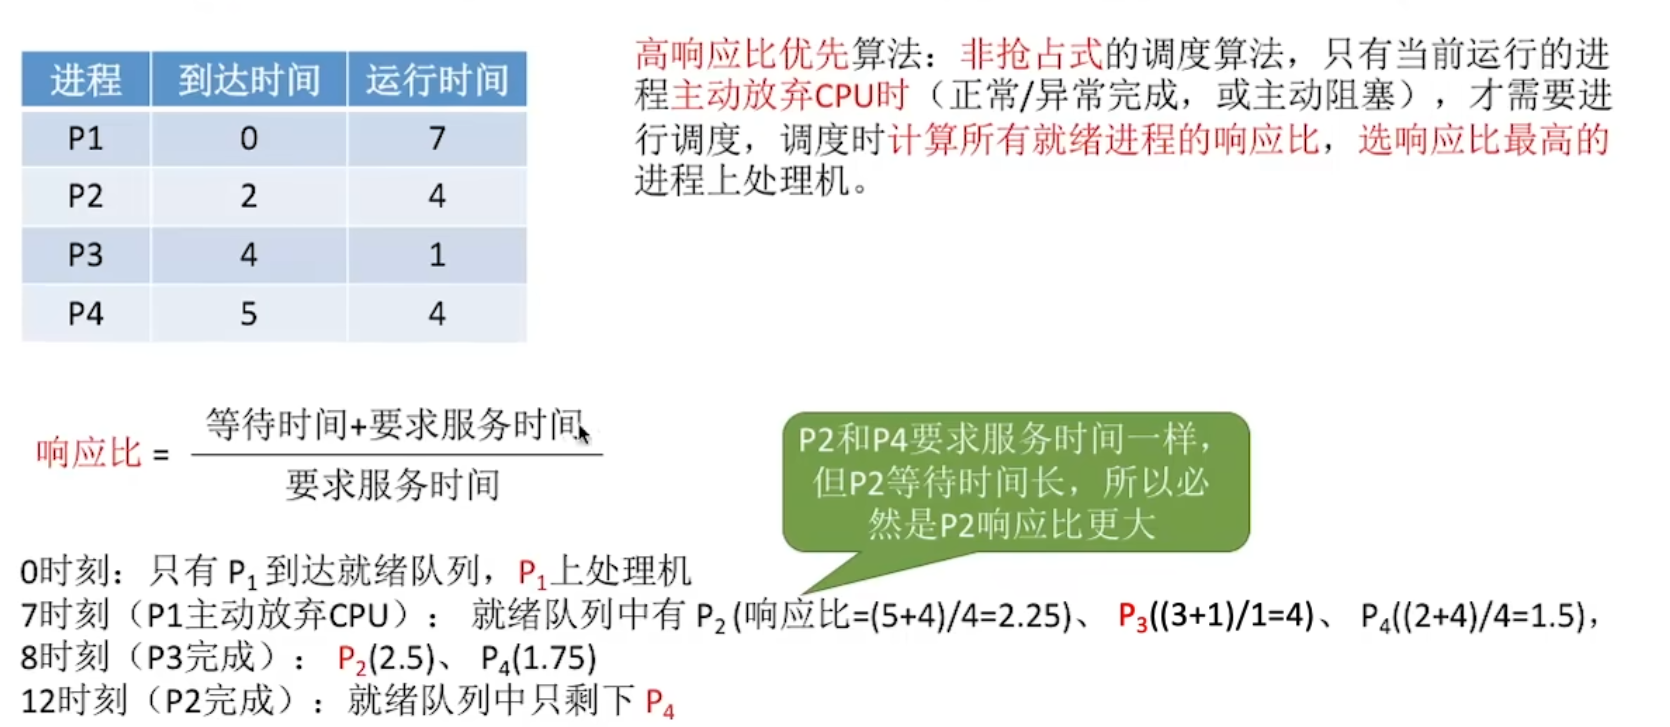 进程 到达时间 运行时间
P1 0 7
P2 2 4
P3 4 1
P4 5 4
高响应比优先算法：非抢占式的调度算法，只有当前运行的进
程主动放弃CPU时（正常/异常完成，或主动阻塞），才需要进
行调度，调度时计算所有就绪进程的响应比，选响应比最高的
进程上处理机。
响应比 =
等待时间+要求服务时间
要求服务时间
P2和P4要求服务时间一样，
但P2等待时间长，所以必
然是P2响应比更大
0时刻：只有 P1 到达就绪队列，P1上处理机
7时刻（P1主动放弃CPU）： 就绪队列中有 P2 (响应比=(5+4)/4=2.25)、 P3((3+1)/1=4)、 P4((2+4)/4=1.5)，
8时刻（P3完成）： P2(2.5)、 P4(1.75)
12时刻（P2完成）：就绪队列中只剩下 P4